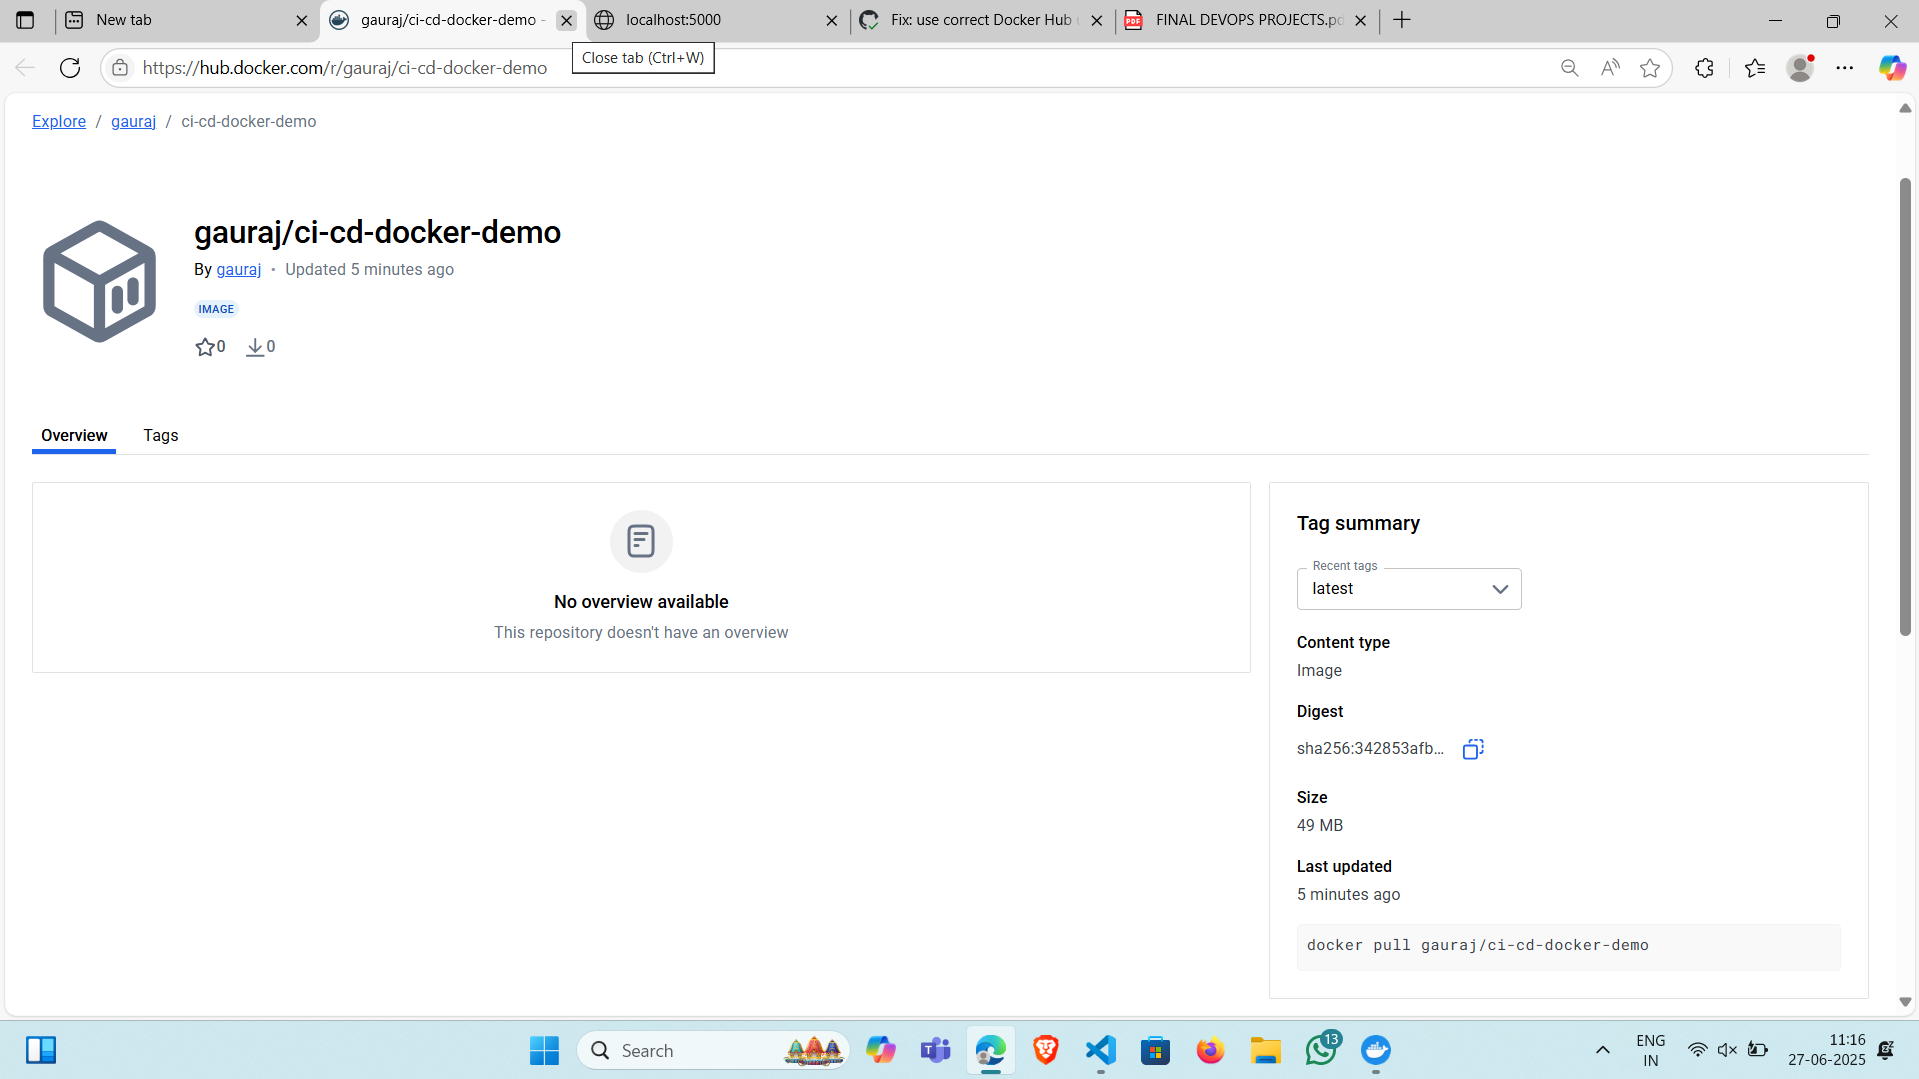 New tab
gauraj/ci-cd-docker-demo -
localhost:5000
Fix: use correct Docker Hub
FINAL DEVOPS PROJECTS.pd
Close tab (Ctrl+W)
https://hub.docker.com/r/gauraj/ci-cd-docker-demo
Explore / gauraj / ci-cd-docker-demo
gauraj/ci-cd-docker-demo
By gauraj • Updated 5 minutes ago
IMAGE
0 0
Overview Tags
No overview available
This repository doesn't have an overview
Tag summary
Recent tags
latest
Content type
Image
Digest
sha256:342853afb...
Size
49 MB
Last updated
5 minutes ago
docker pull gauraj/ci-cd-docker-demo
Search
13
ENG
IN
11:16
27-06-2025